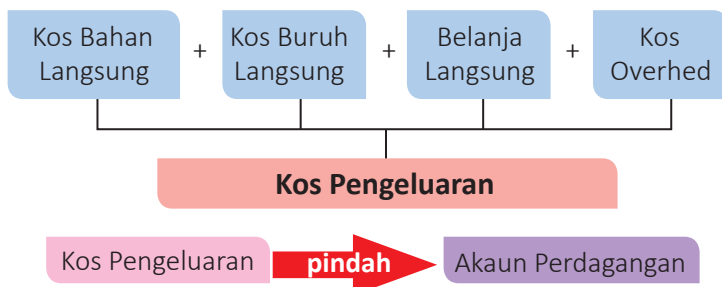 Kos Bahan
Langsung
+
Kos Buruh
Langsung
+
Belanja
Langsung
+
Kos
Overhed
Kos Pengeluaran
Kos Pengeluaran
pindah
Akaun Perdagangan